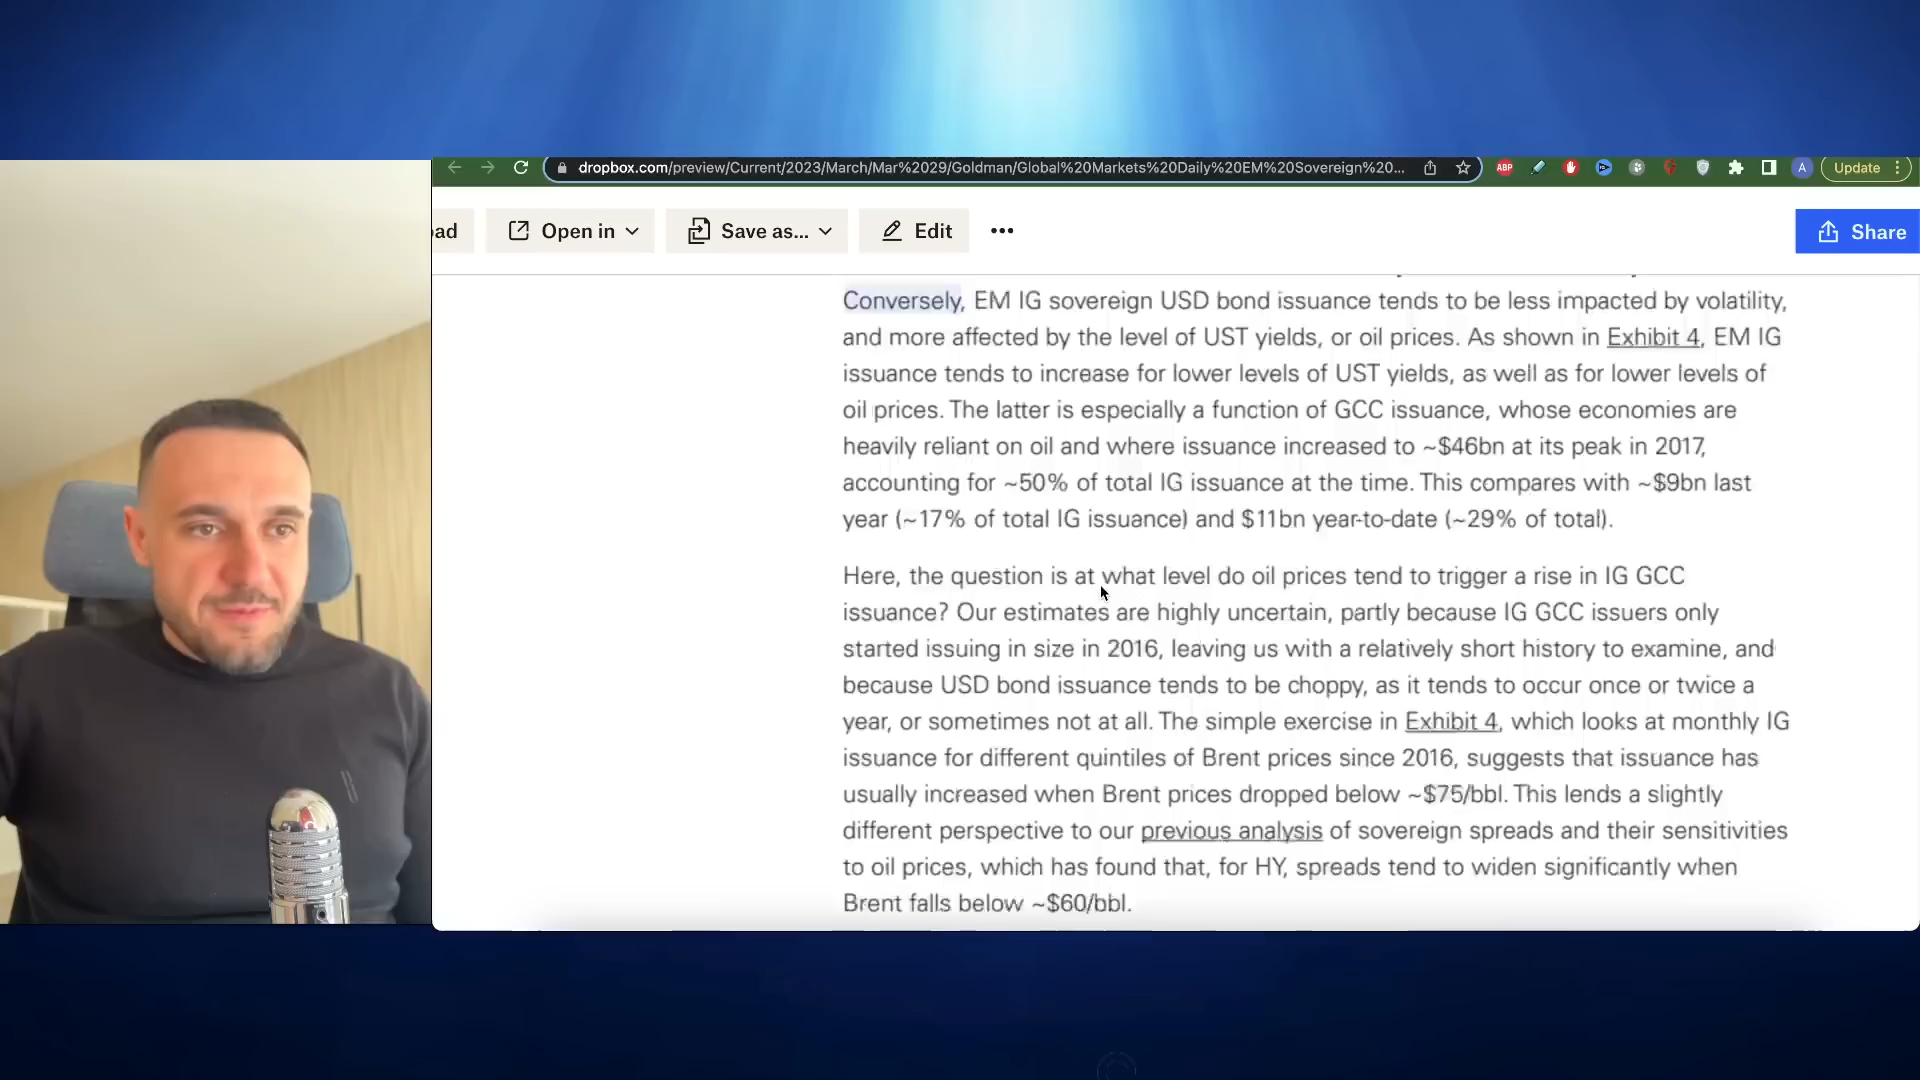 dropbox.com/preview/Current/2023/March/Mar%2029/Goldman/Global%20Markets%20Daily%20EM%20Sovereign%20...
ABP
A
Update
ad
Open in
Save as...
Edit
Share
Conversely, EM IG sovereign USD bond issuance tends to be less impacted by volatility,
and more affected by the level of UST yields, or oil prices. As shown in Exhibit 4, EM IG
issuance tends to increase for lower levels of UST yields, as well as for lower levels of
oil prices. The latter is especially a function of GCC issuance, whose economies are
heavily reliant on oil and where issuance increased to ~$46bn at its peak in 2017,
accounting for ~50% of total IG issuance at the time. This compares with ~$9bn last
year (~17% of total IG issuance) and $11bn year-to-date (~29% of total).
Here, the question is at what level do oil prices tend to trigger a rise in IG GCC
issuance? Our estimates are highly uncertain, partly because IG GCC issuers only
started issuing in size in 2016, leaving us with a relatively short history to examine, and
because USD bond issuance tends to be choppy, as it tends to occur once or twice a
year, or sometimes not at all. The simple exercise in Exhibit 4, which looks at monthly IG
issuance for different quintiles of Brent prices since 2016, suggests that issuance has
usually increased when Brent prices dropped below ~$75/bbl. This lends a slightly
different perspective to our previous analysis of sovereign spreads and their sensitivities
to oil prices, which has found that, for HY, spreads tend to widen significantly when
Brent falls below ~$60/bbl.